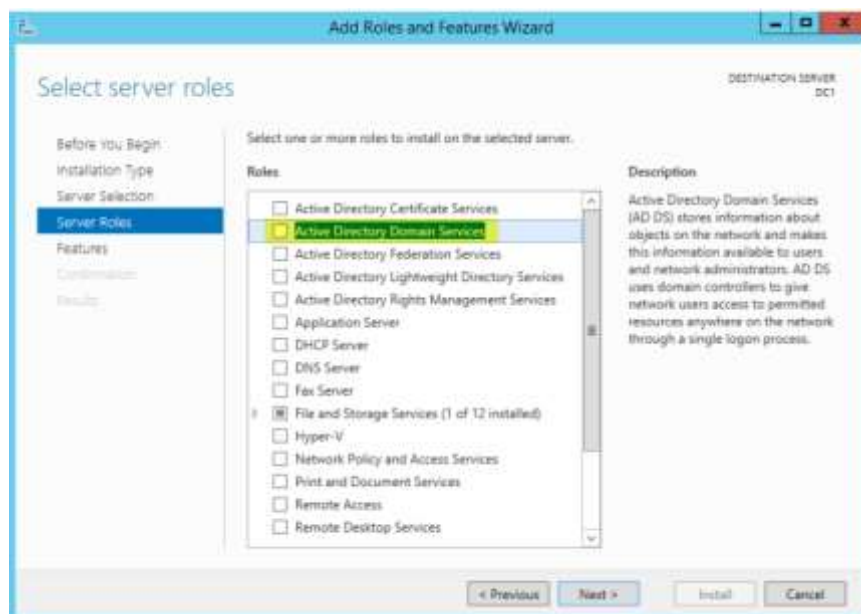 Add Roles and Features Wizard
Select server roles
DESTINATION SERVER
DC1
Before You Begin
Installation Type
Server Selection
Server Roles
Features
Confirmation
Results
Select one or more roles to install on the selected server.
Roles
Active Directory Certificate Services
Active Directory Domain Services
Active Directory Federation Services
Active Directory Lightweight Directory Services
Active Directory Rights Management Services
Application Server
DHCP Server
DNS Server
Fax Server
File and Storage Services (1 of 12 installed)
Hyper-V
Network Policy and Access Services
Print and Document Services
Remote Access
Remote Desktop Services
Description
Active Directory Domain Services
(AD DS) stores information about
objects on the network and makes
this information available to users
and network administrators. AD DS
uses domain controllers to give
network users access to permitted
resources anywhere on the network
through a single logon process.
< Previous
Next >
Install
Cancel